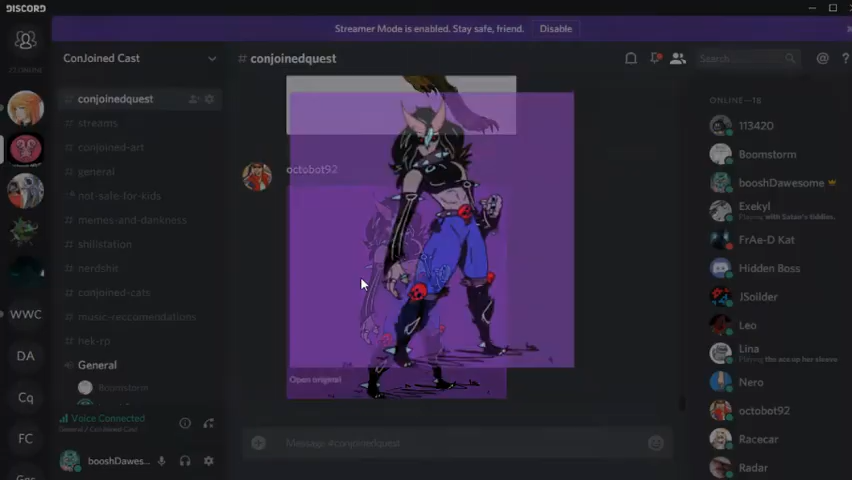 DISCORD
Streamer Mode is enabled. Stay safe, friend.
Disable
ConJoined Cast
# conjoinedquest
Search
@
?
# conjoinedquest
# streams
# conjoined-art
# general
not-safe-for-kids
# memes-and-dankness
# shillstation
# nerdshit
# conjoined-cats
# music-reccomendations
# hek-rp
General
Boomstorm
Voice Connected
General / ConJoined Cast
booshDawes...
WWC
DA
Cq
FC
octobot92
Open original
Message #conjoinedquest
ONLINE—18
113420
Boomstorm
booshDawesome
Exekyl
Playing with Satan's tiddies.
FrAe-D Kat
Hidden Boss
JSoilder
Leo
Lina
Playing the ace up her sleeve
Nero
octobot92
Racecar
Radar